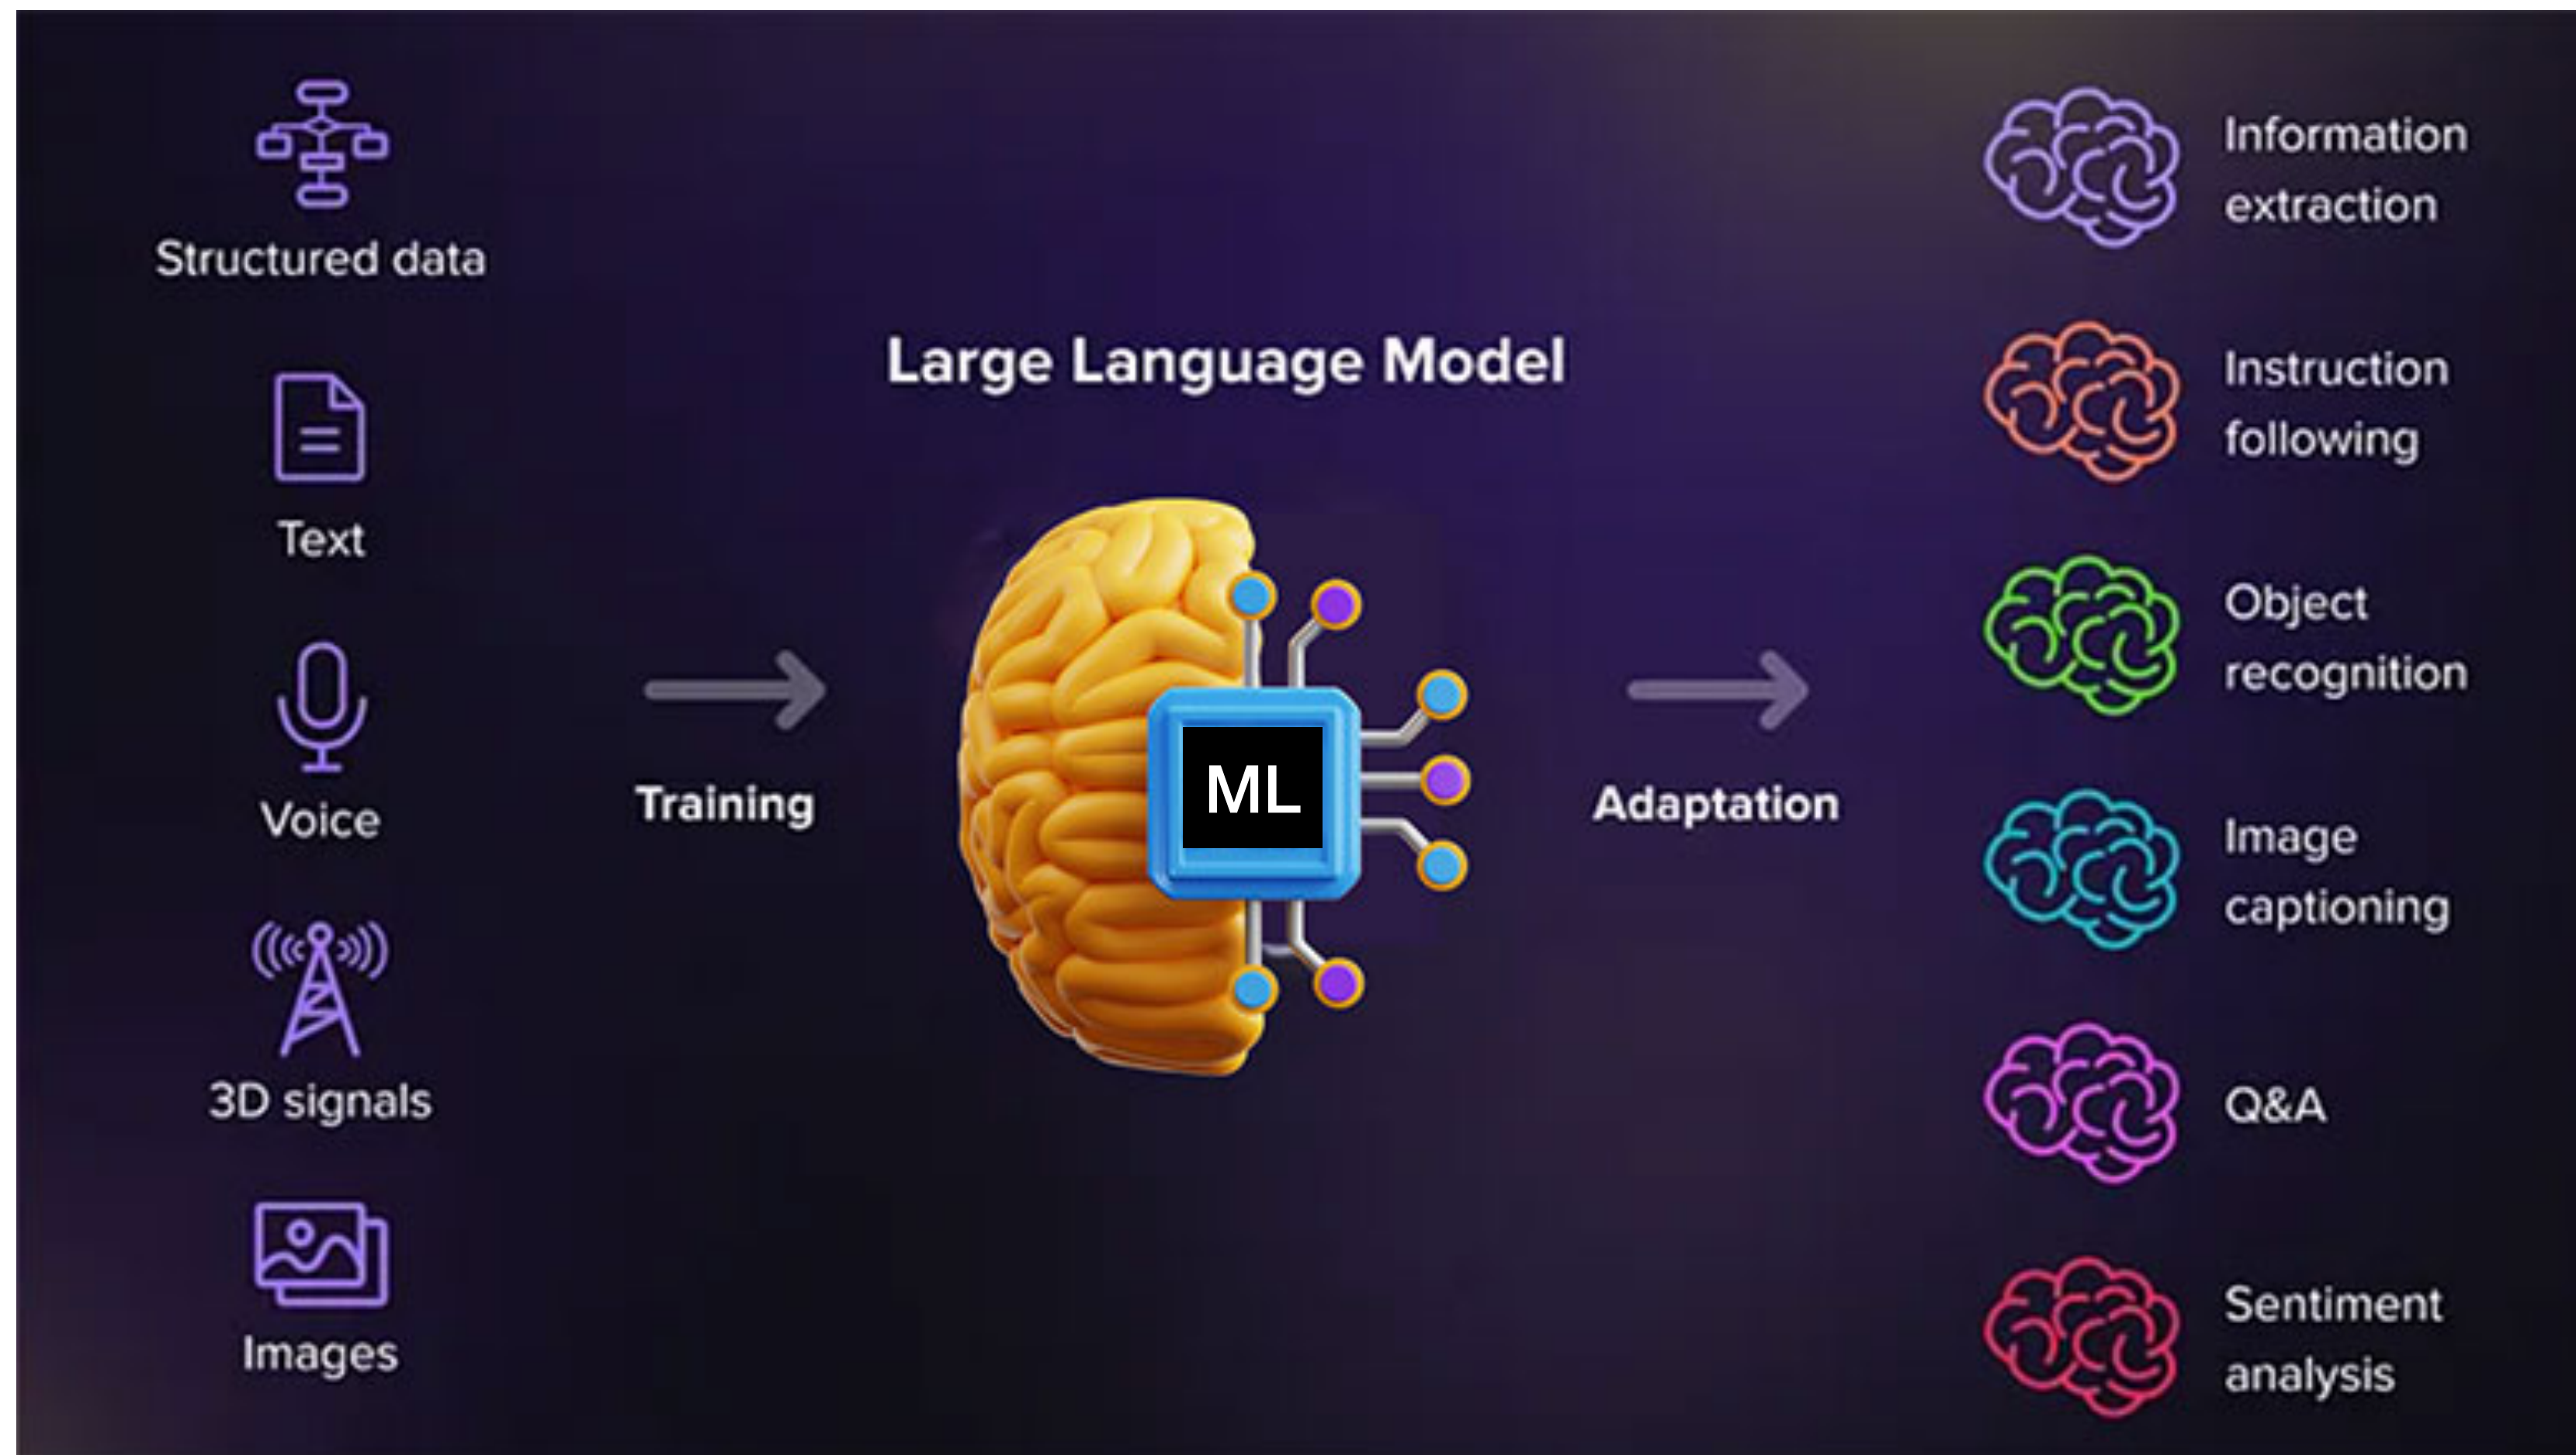 Structured data
Text
Voice
3D signals
Images
Training
Large Language Model
ML
Adaptation
Information
extraction
Instruction
following
Object
recognition
Image
captioning
Q&A
Sentiment
analysis